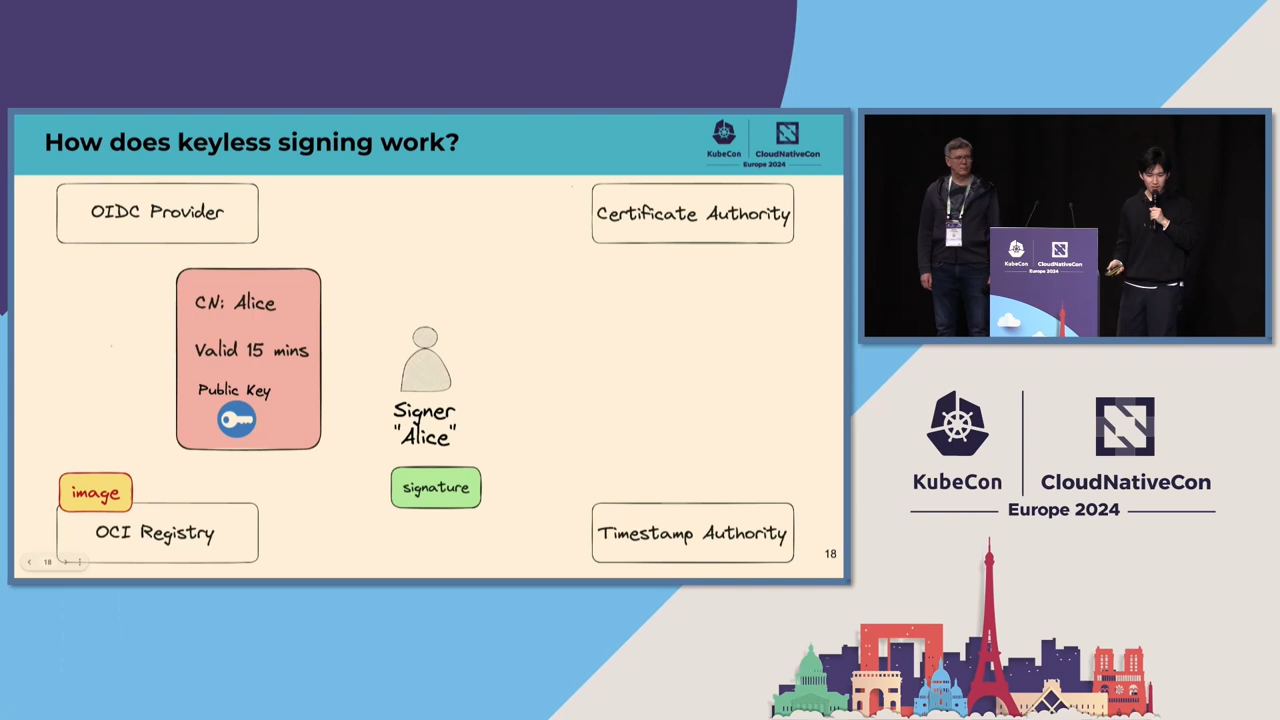 How does keyless signing work?
KubeCon
CloudNativeCon
Europe 2024
OIDC Provider
Certificate Authority
CN: Alice
Valid 15 mins
Public Key
Signer
"Alice"
signature
image
OCI Registry
Timestamp Authority
18
18
KubeCon
CloudNativeCon
Europe 2024
KubeCon
CloudNativeCon
Europe 2024